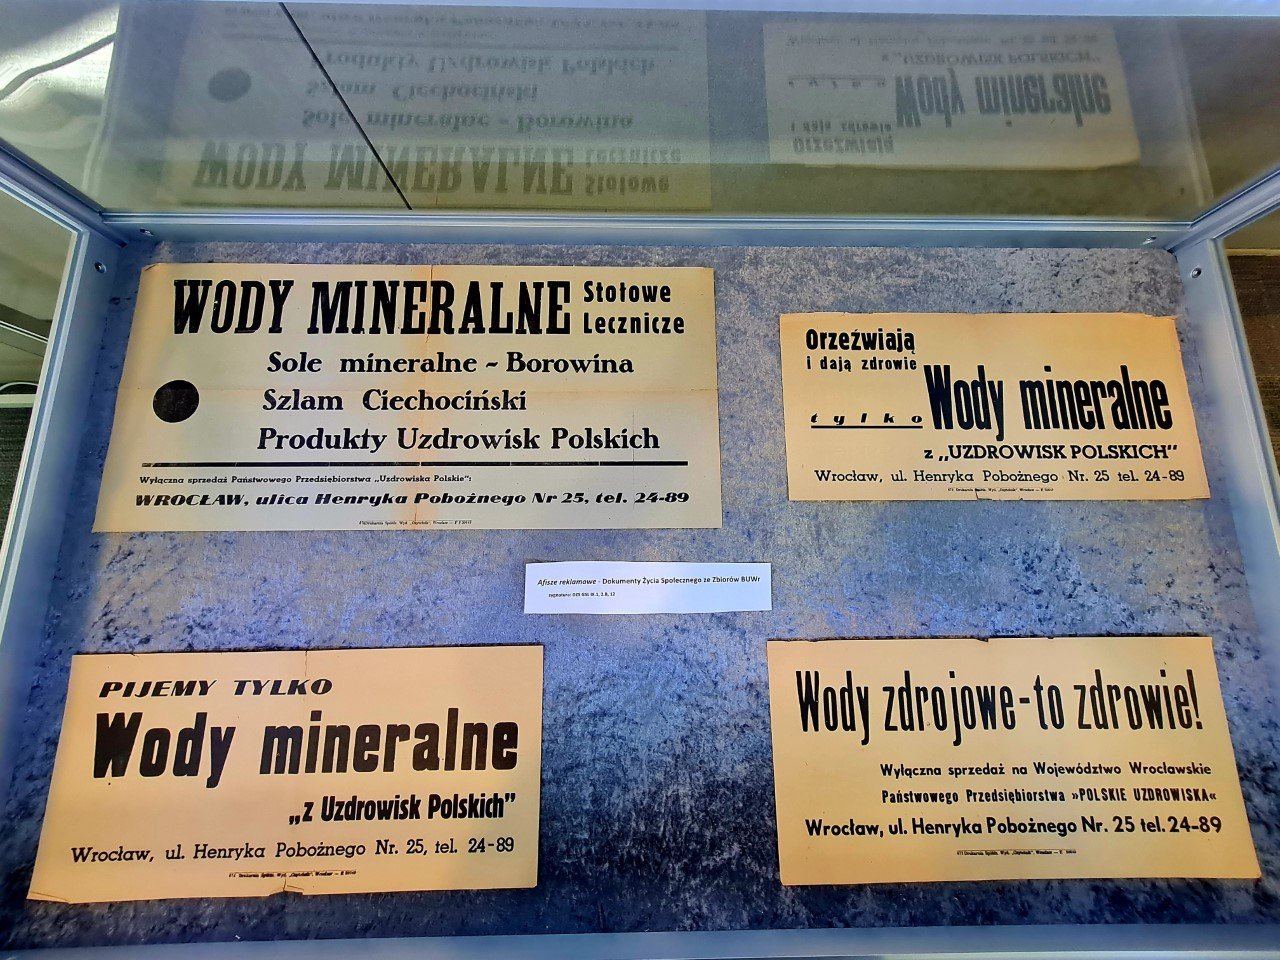 WODY MINERALNE Stołowe
Lecznicze
Sole mineralne - Borowina
Szlam Ciechociński
Produkty Uzdrowisk Polskich
Wyłączna sprzedaż Państwowego Przedsiębiorstwa „Uzdrowiska Polskie":
WROCŁAW, ulica Henryka Pobożnego Nr 25, tel. 24-89
Orzeźwiają
i dają zdrowie
tylko Wody mineralne
z „UZDROWISK POLSKICH"
Wrocław, ul. Henryka Pobożnego Nr. 25 tel. 24-89
Afisze reklamowe - Dokumenty Życia Społecznego ze Zbiorów BUWr
PIJEMY TYLKO
Wody mineralne
„z Uzdrowisk Polskich"
Wrocław, ul. Henryka Pobożnego Nr. 25, tel. 24-89
Wody zdrojowe-to zdrowie!
Wyłączna sprzedaż na Województwo Wrocławskie
Państwowego Przedsiębiorstwa »POLSKIE UZDROWISKA«
Wrocław, ul. Henryka Pobożnego Nr. 25 tel. 24-89